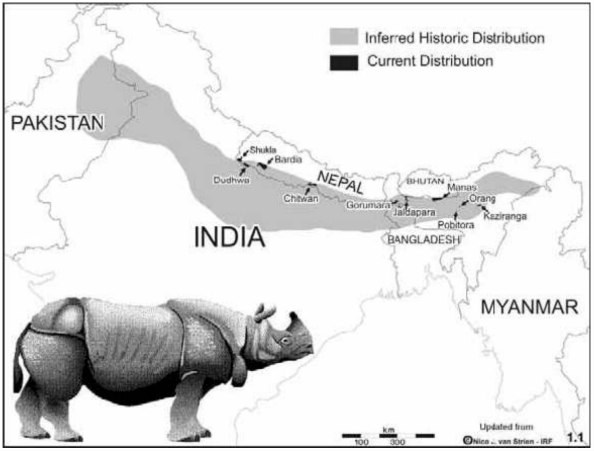 Inferred Historic Distribution
Current Distribution
PAKISTAN
Shukla
Bardia
Dudhwa
NEPAL
Chitwan
BHUTAN
Manas
Gorumara
Jaldapara
Orang
Kaziranga
Pobitora
INDIA
BANGLADESH
MYANMAR
km
100 300
Updated from
©Nico van Strien - IRF
1.1